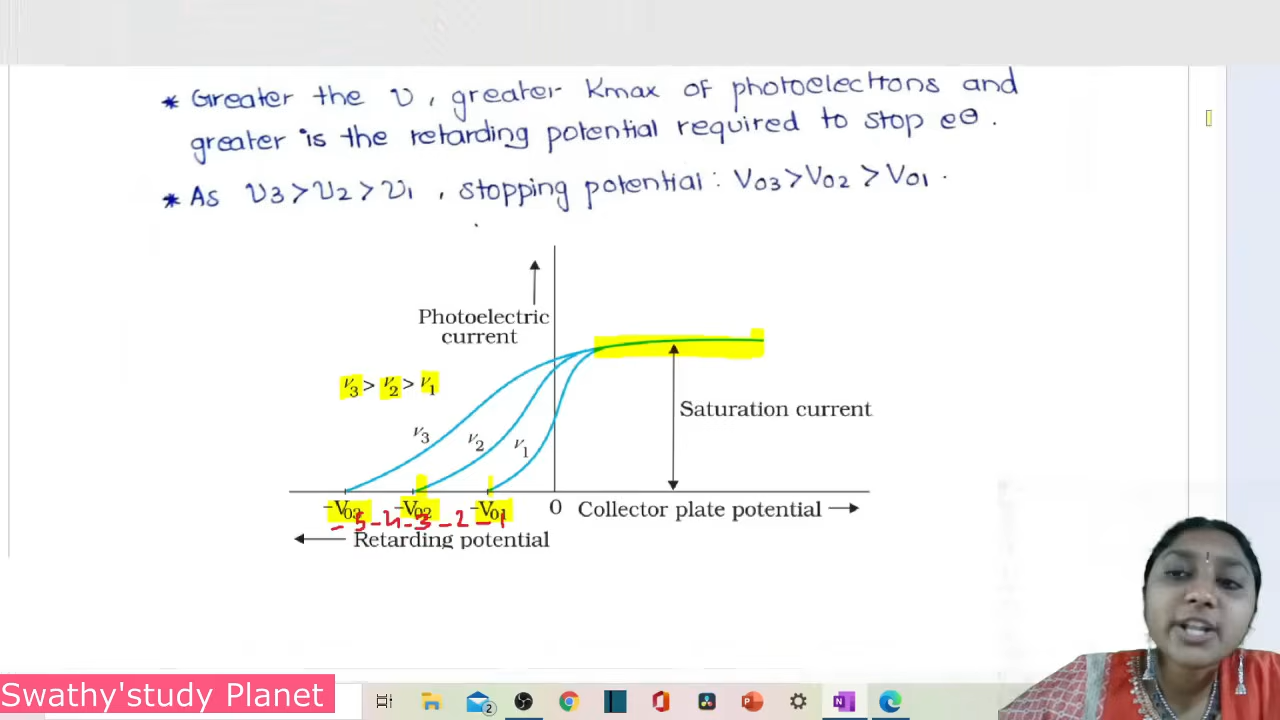 * Greater the υ, greater Kmax of photoelectrons and
greater is the retarding potential required to stop e⊖.
* As υ3 > υ2 > υ1, stopping potential: V03 > V02 > V01.
Photoelectric
current
ν3 > ν2 > ν1
Saturation current
ν3
ν2
ν1
-V03 -V02 -V01 0 Collector plate potential
-5 -4 -3 -2 -1
Retarding potential
Swathy'study Planet
2